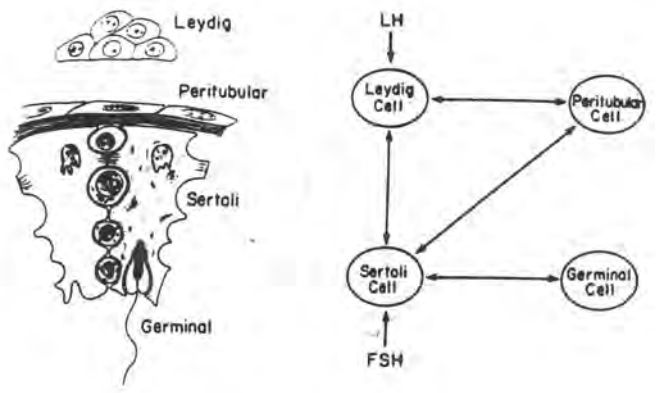 Leydig
Peritubular
Sertoli
Germinal
LH
Leydig
Cell
Peritubular
Cell
Sertoli
Cell
Germinal
Cell
FSH